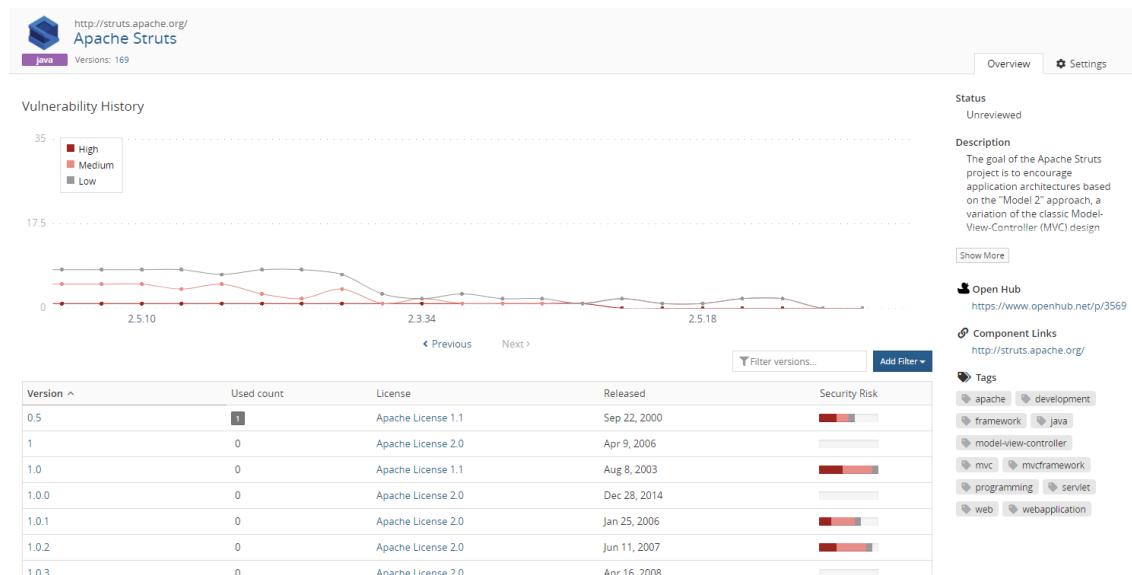 http://struts.apache.org/
Apache Struts
java
Versions: 169
Overview
Settings
Vulnerability History
35
High
Medium
Low
17.5
0
2.5.10
2.3.34
2.5.18
Previous
Next
Filter versions...
Add Filter
Version
Used count
License
Released
Security Risk
0.5
1
Apache License 1.1
Sep 22, 2000
1
0
Apache License 2.0
Apr 9, 2006
1.0
0
Apache License 1.1
Aug 8, 2003
1.0.0
0
Apache License 2.0
Dec 28, 2014
1.0.1
0
Apache License 2.0
Jan 25, 2006
1.0.2
0
Apache License 2.0
Jun 11, 2007
1.0.3
0
Apache License 2.0
Apr 16, 2008
Status
Unreviewed
Description
The goal of the Apache Struts
project is to encourage
application architectures based
on the "Model 2" approach, a
variation of the classic Model-
View-Controller (MVC) design
Show More
Open Hub
https://www.openhub.net/p/3569
Component Links
http://struts.apache.org/
Tags
apache
development
framework
java
model-view-controller
mvc
mvcframework
programming
servlet
web
webapplication